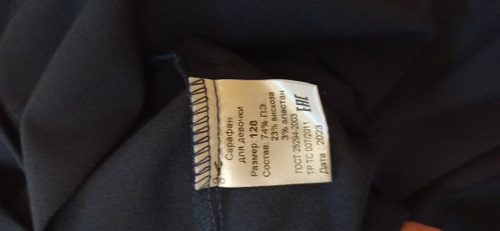 Сарафан
для девочки
Размер: 128
Состав: 74% ПЭ
23% вискоза
3% эластан
ГОСТ 25294-2003
ТР ТС 007/2011
Дата 2023
EAC